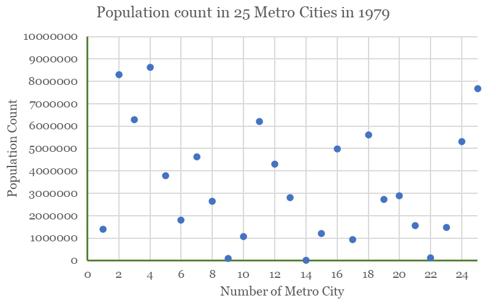 Population count in 25 Metro Cities in 1979
Population Count
10000000
9000000
8000000
7000000
6000000
5000000
4000000
3000000
2000000
1000000
0
0 2 4 6 8 10 12 14 16 18 20 22 24
Number of Metro City